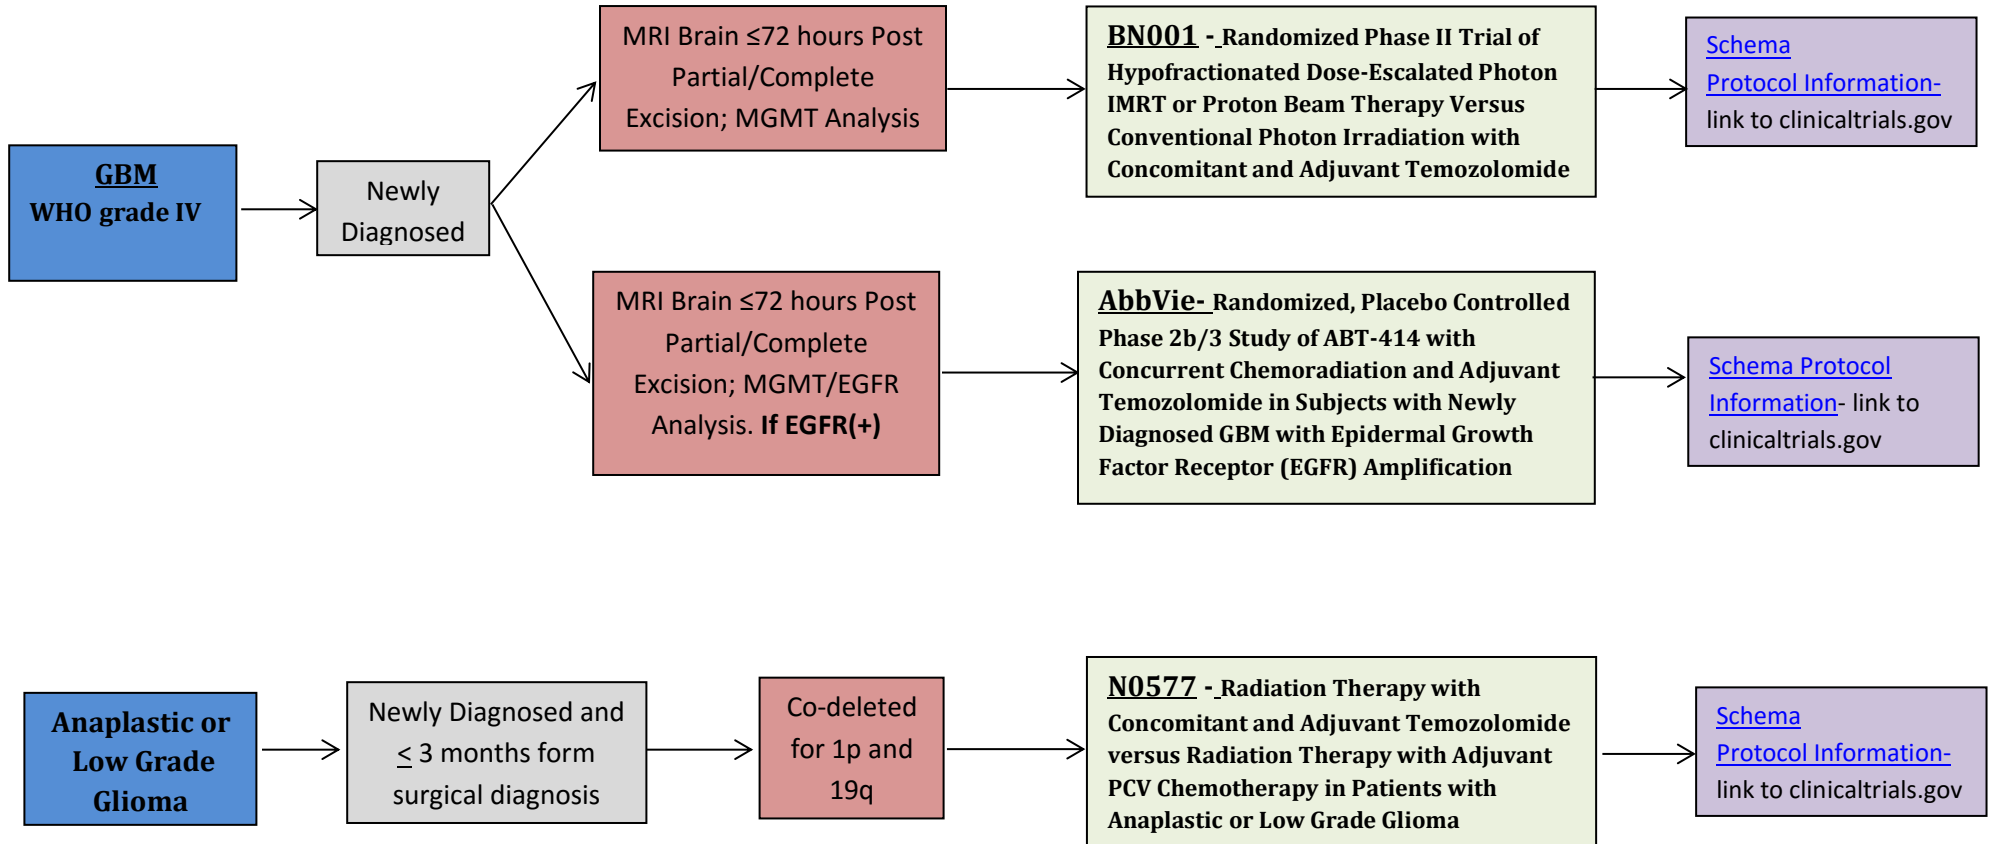 GBM
WHO grade IV
Newly
Diagnosed
MRI Brain ≤72 hours Post
Partial/Complete
Excision; MGMT Analysis
BN001 - Randomized Phase II Trial of
Hypofractionated Dose-Escalated Photon
IMRT or Proton Beam Therapy Versus
Conventional Photon Irradiation with
Concomitant and Adjuvant Temozolomide
Schema
Protocol Information-
link to clinicaltrials.gov
MRI Brain ≤72 hours Post
Partial/Complete
Excision; MGMT/EGFR
Analysis. If EGFR(+)
AbbVie- Randomized, Placebo Controlled
Phase 2b/3 Study of ABT-414 with
Concurrent Chemoradiation and Adjuvant
Temozolomide in Subjects with Newly
Diagnosed GBM with Epidermal Growth
Factor Receptor (EGFR) Amplification
Schema Protocol
Information- link to
clinicaltrials.gov
Anaplastic or
Low Grade
Glioma
Newly Diagnosed and
≤ 3 months form
surgical diagnosis
Co-deleted
for 1p and
19q
N0577 - Radiation Therapy with
Concomitant and Adjuvant Temozolomide
versus Radiation Therapy with Adjuvant
PCV Chemotherapy in Patients with
Anaplastic or Low Grade Glioma
Schema
Protocol Information-
link to clinicaltrials.gov